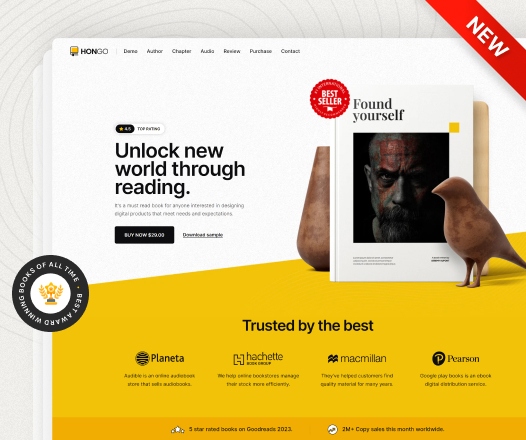 NEW
HONGO
Demo Author Chapter Audio Review Purchase Contact
#1 INTERNATIONAL
BEST
SELLER
Found
yourself
4.5 TOP RATING
Unlock new
world through
reading.
It's a must read book for anyone interested in designing
digital products that meet needs and expectations.
BUY NOW $29.00 Download sample
BOOKS OF ALL TIME • BEST AWARD WINNING
Trusted by the best
Planeta
hachette
BOOK GROUP
macmillan
Pearson
Audible is an online audiobook
store that sells audiobooks.
We help online bookstores manage
their stock more efficiently.
They've helped customers find
quality material for many years.
Google play books is an ebook
digital distribution service.
5 star rated books on Goodreads 2023.
2M+ Copy sales this month worldwide.